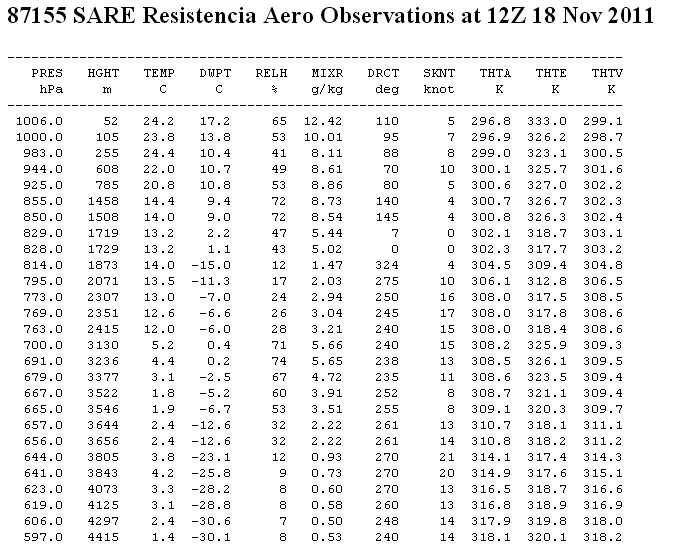 87155 SARE Resistencia Aero Observations at 12Z 18 Nov 2011
PRES HGHT TEMP DWPT RELH MIXR DRCT SKNT THTA THTE THTV
hPa m C C % g/kg deg knot K K K
1006.0 52 24.2 17.2 65 12.42 110 5 296.8 333.0 299.1
1000.0 105 23.8 13.8 53 10.01 95 7 296.9 326.2 298.7
983.0 255 24.4 10.4 41 8.11 88 8 299.0 323.1 300.5
944.0 608 22.0 10.7 49 8.61 70 10 300.1 325.7 301.6
925.0 785 20.8 10.8 53 8.86 80 5 300.6 327.0 302.2
855.0 1458 14.4 9.4 72 8.73 140 4 300.7 326.7 302.3
850.0 1508 14.0 9.0 72 8.54 145 4 300.8 326.3 302.4
829.0 1719 13.2 2.2 47 5.44 7 0 302.1 318.7 303.1
828.0 1729 13.2 1.1 43 5.02 0 0 302.3 317.7 303.2
814.0 1873 14.0 -15.0 12 1.47 324 4 304.5 309.4 304.8
795.0 2071 13.5 -11.3 17 2.03 275 10 306.1 312.8 306.5
773.0 2307 13.0 -7.0 24 2.94 250 16 308.0 317.5 308.5
769.0 2351 12.6 -6.6 26 3.04 245 17 308.0 317.8 308.6
763.0 2415 12.0 -6.0 28 3.21 240 15 308.0 318.4 308.6
700.0 3130 5.2 0.4 71 5.66 240 15 308.2 325.9 309.3
691.0 3236 4.4 0.2 74 5.65 238 13 308.5 326.1 309.5
679.0 3377 3.1 -2.5 67 4.72 235 11 308.6 323.5 309.4
667.0 3522 1.8 -5.2 60 3.91 252 8 308.7 321.1 309.4
665.0 3546 1.9 -6.7 53 3.51 255 8 309.1 320.3 309.7
657.0 3644 2.4 -12.6 32 2.22 261 13 310.7 318.1 311.1
656.0 3656 2.4 -12.6 32 2.22 261 14 310.8 318.2 311.2
644.0 3805 3.8 -23.1 12 0.93 270 21 314.1 317.4 314.3
641.0 3843 4.2 -25.8 9 0.73 270 20 314.9 317.6 315.1
623.0 4073 3.3 -28.2 8 0.60 270 13 316.5 318.7 316.6
619.0 4125 3.1 -28.8 8 0.58 260 13 316.8 318.9 316.9
606.0 4297 2.4 -30.6 7 0.50 248 14 317.9 319.8 318.0
597.0 4415 1.4 -30.1 8 0.53 240 14 318.1 320.1 318.2